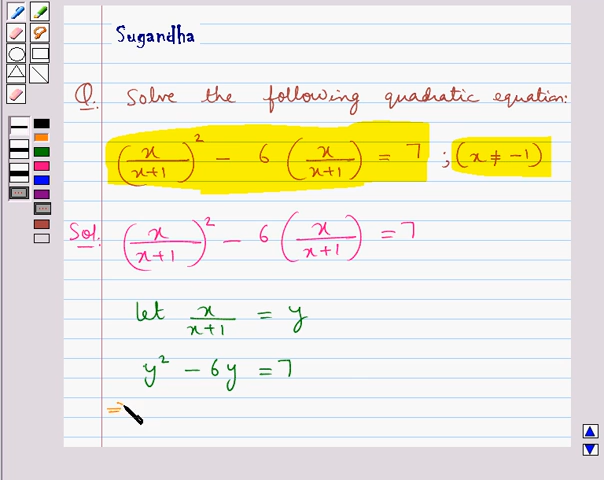 Sugandha
Q. Solve the following quadratic equation:
(x/(x+1))² - 6 (x/(x+1)) = 7 ; (x ≠ -1)
Sol. (x/(x+1))² - 6 (x/(x+1)) = 7
let x/(x+1) = y
y² - 6y = 7
=